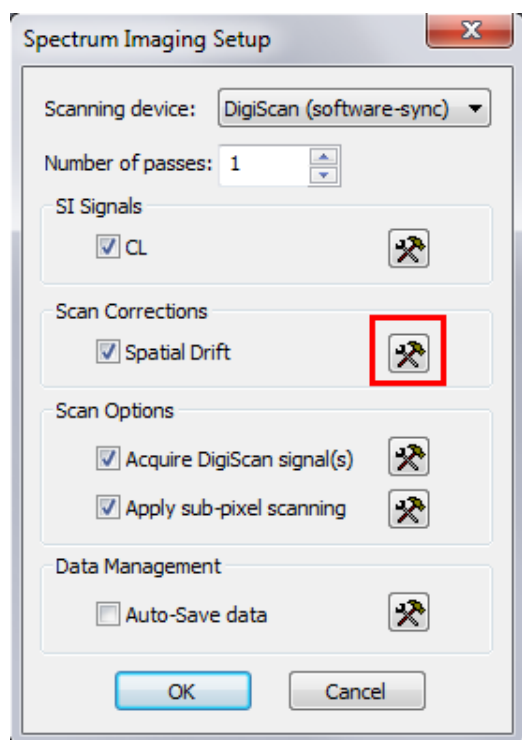 Spectrum Imaging Setup
Scanning device: DigiScan (software-sync)
Number of passes: 1
SI Signals
CL
Scan Corrections
Spatial Drift
Scan Options
Acquire DigiScan signal(s)
Apply sub-pixel scanning
Data Management
Auto-Save data
OK Cancel